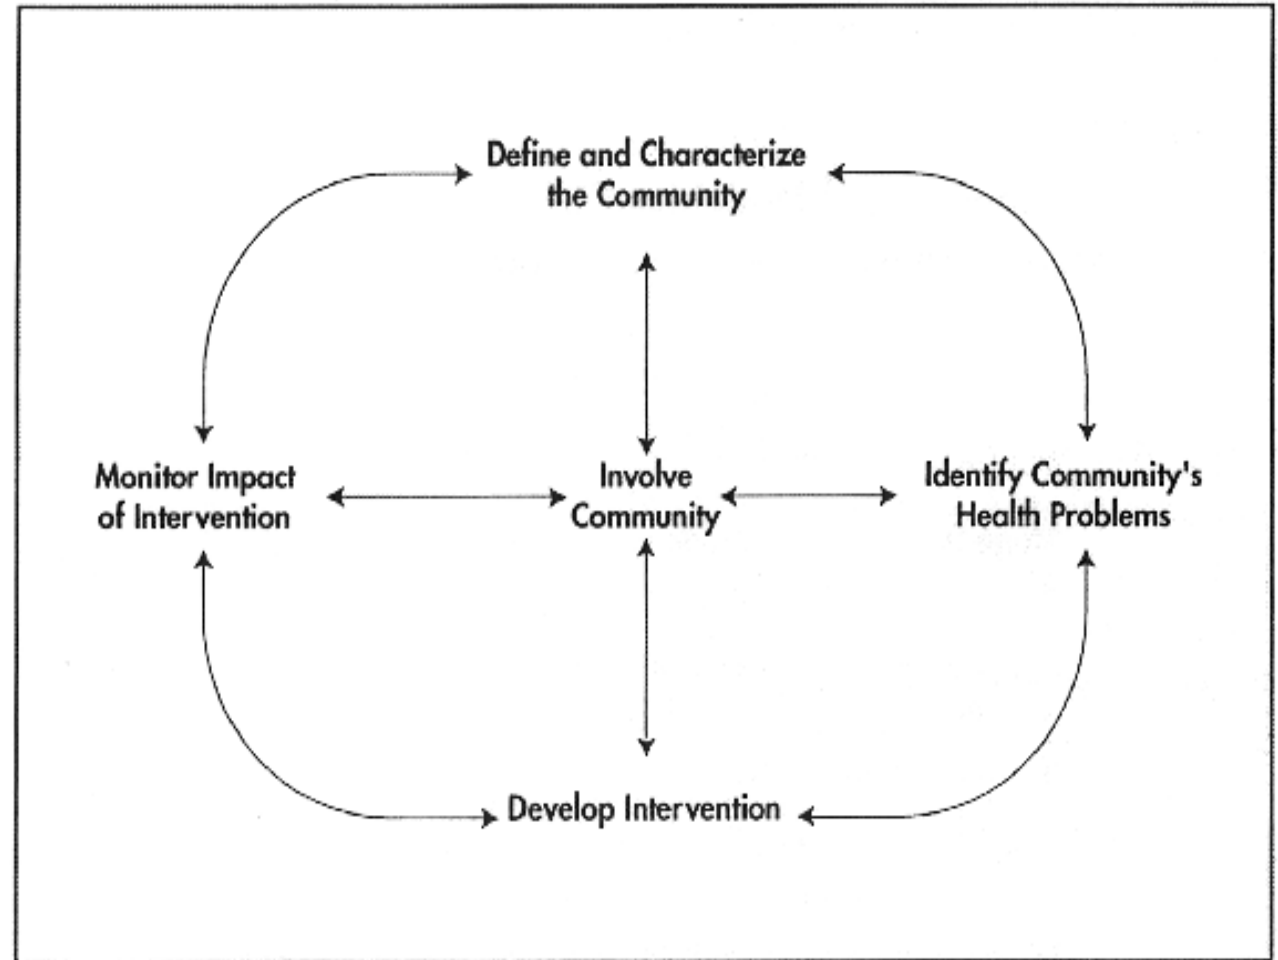 Define and Characterize
the Community
Monitor Impact
of Intervention
Involve
Community
Identify Community's
Health Problems
Develop Intervention